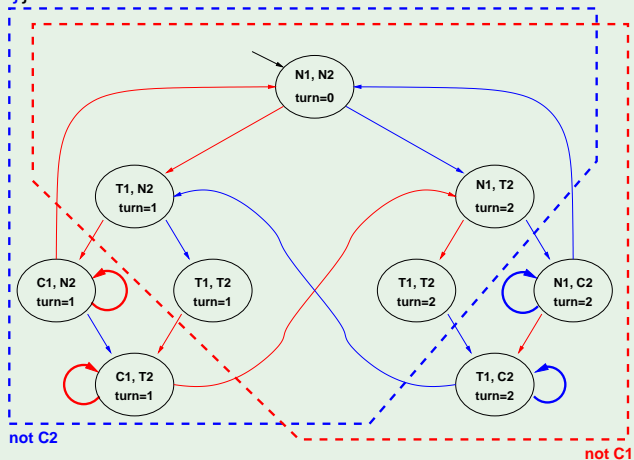 N1, N2
turn=0
T1, N2
turn=1
N1, T2
turn=2
C1, N2
turn=1
T1, T2
turn=1
T1, T2
turn=2
N1, C2
turn=2
C1, T2
turn=1
T1, C2
turn=2
not C2
not C1